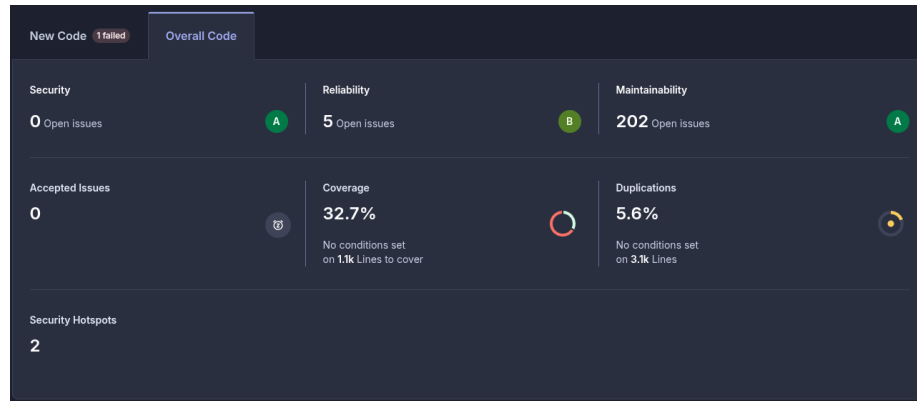 New Code 1 failed Overall Code
Security Reliability Maintainability
0 Open issues A 5 Open issues B 202 Open issues A
Accepted Issues Coverage Duplications
0 32.7% 5.6%
No conditions set No conditions set
on 1.1k Lines to cover on 3.1k Lines
Security Hotspots
2